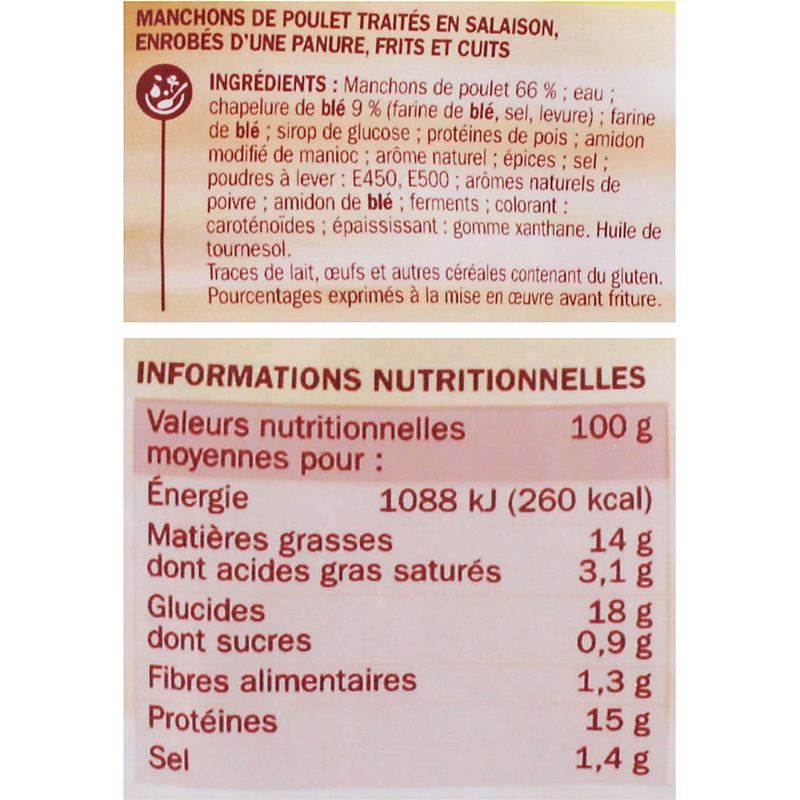 MANCHONS DE POULET TRAITÉS EN SALAISON,
ENROBÉS D'UNE PANURE, FRITS ET CUITS
INGRÉDIENTS : Manchons de poulet 66 % ; eau ;
chapelure de blé 9 % (farine de blé, sel, levure) ; farine
de blé ; sirop de glucose ; protéines de pois ; amidon
modifié de manioc ; arôme naturel ; épices ; sel ;
poudres à lever : E450, E500 ; arômes naturels de
poivre ; amidon de blé ; ferments ; colorant :
caroténoïdes ; épaississant : gomme xanthane. Huile de
tournesol.
Traces de lait, œufs et autres céréales contenant du gluten.
Pourcentages exprimés à la mise en œuvre avant friture.
INFORMATIONS NUTRITIONNELLES
Valeurs nutritionnelles 100 g
moyennes pour :
Énergie 1088 kJ (260 kcal)
Matières grasses 14 g
dont acides gras saturés 3,1 g
Glucides 18 g
dont sucres 0,9 g
Fibres alimentaires 1,3 g
Protéines 15 g
Sel 1,4 g